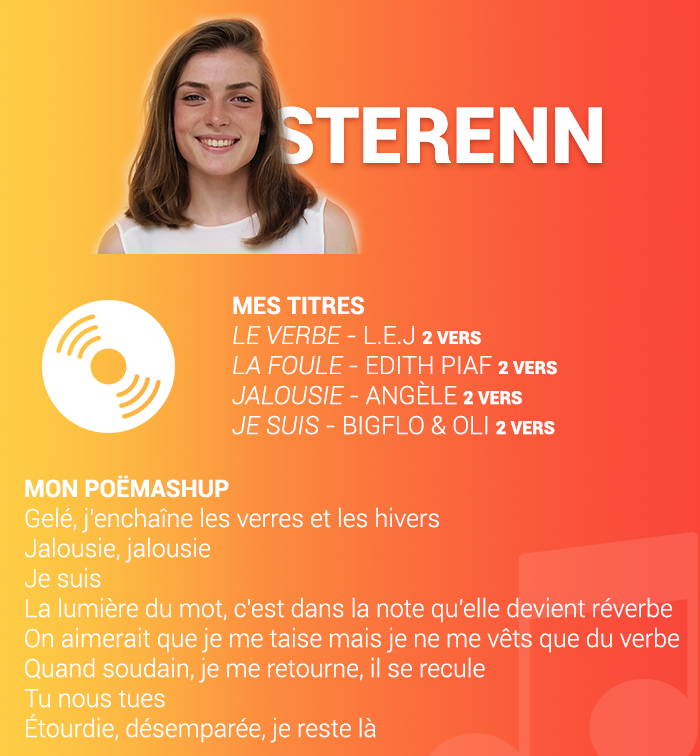 STERENN
MES TITRES
LE VERBE - L.E.J 2 VERS
LA FOULE - EDITH PIAF 2 VERS
JALOUSIE - ANGÈLE 2 VERS
JE SUIS - BIGFLO & OLI 2 VERS
MON POËMASHUP
Gelé, j'enchaîne les verres et les hivers
Jalousie, jalousie
Je suis
La lumière du mot, c'est dans la note qu'elle devient réverbe
On aimerait que je me taise mais je ne me vêts que du verbe
Quand soudain, je me retourne, il se recule
Tu nous tues
Étourdie, désemparée, je reste là